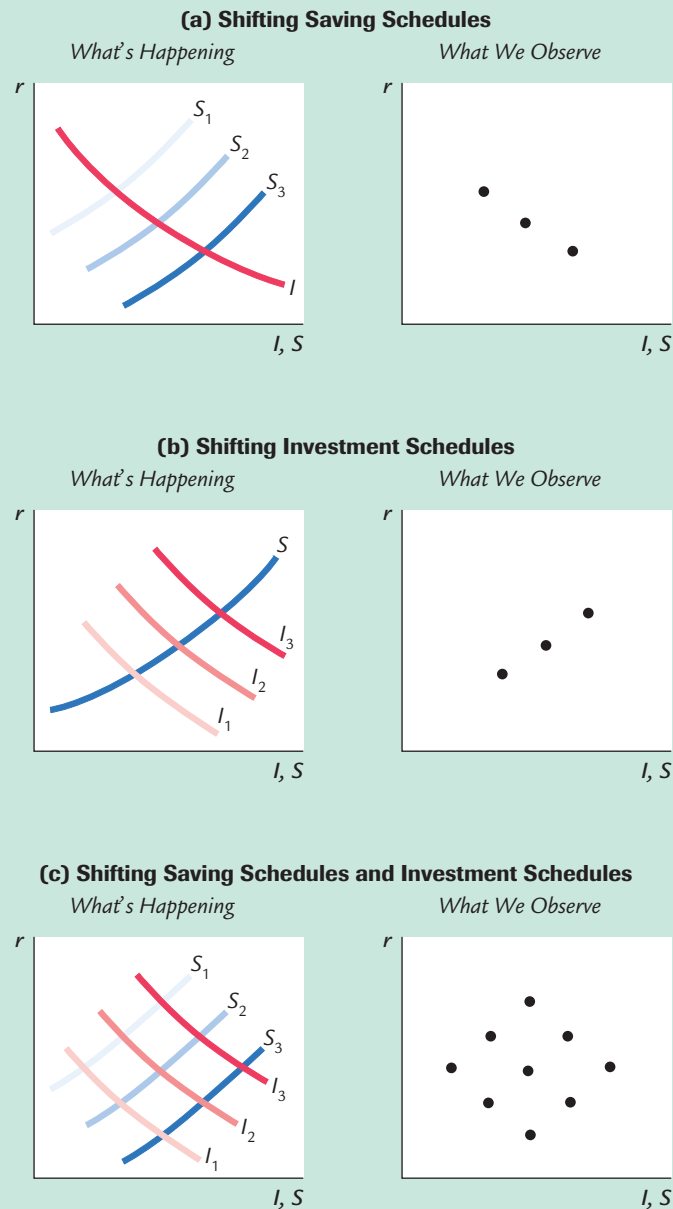 (a) Shifting Saving Schedules
What's Happening
What We Observe
r
S₁
S₂
S₃
I
I, S
r
I, S
(b) Shifting Investment Schedules
What's Happening
What We Observe
r
S
I₃
I₂
I₁
I, S
r
I, S
(c) Shifting Saving Schedules and Investment Schedules
What's Happening
What We Observe
r
S₁
S₂
S₃
I₃
I₂
I₁
I, S
r
I, S